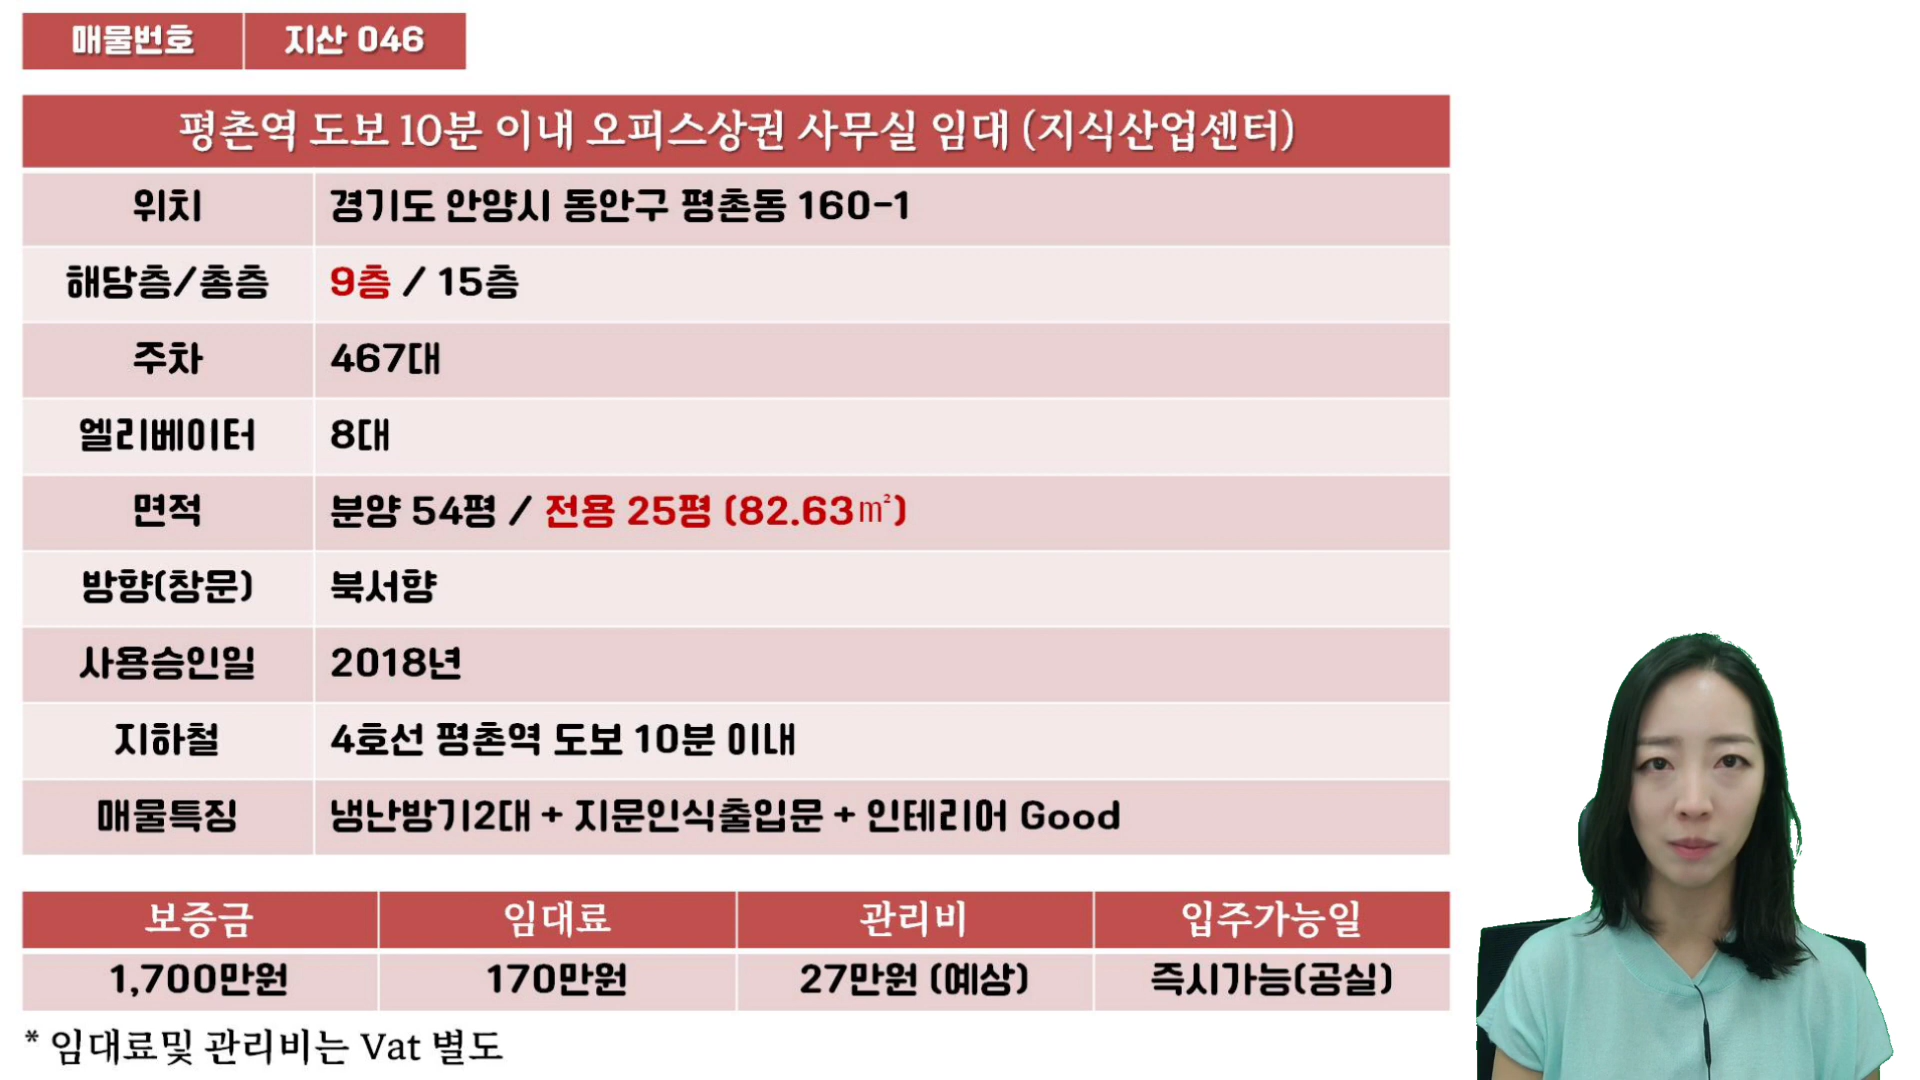 매물번호 지산 046
평촌역 도보 10분 이내 오피스상권 사무실 임대 (지식산업센터)
위치 경기도 안양시 동안구 평촌동 160-1
해당층/총층 9층 / 15층
주차 467대
엘리베이터 8대
면적 분양 54평 / 전용 25평 (82.63㎡)
방향(창문) 북서향
사용승인일 2018년
지하철 4호선 평촌역 도보 10분 이내
매물특징 냉난방기2대 + 지문인식출입문 + 인테리어 Good
보증금 임대료 관리비 입주가능일
1,700만원 170만원 27만원 (예상) 즉시가능(공실)
* 임대료및 관리비는 Vat 별도